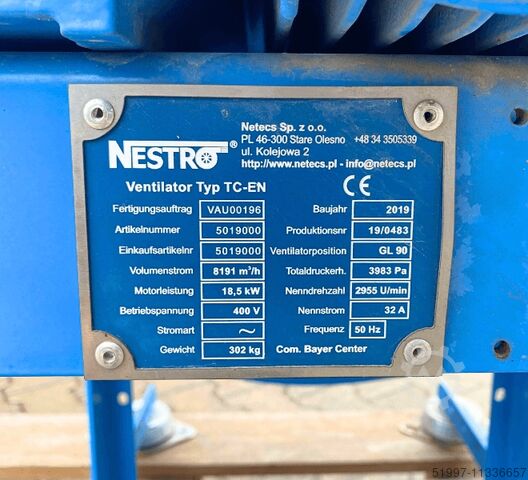 NESTRO®
Netecs Sp. z o.o.
PL 46-300 Stare Olesno +48 34 3505339
ul. Kolejowa 2
http://www.netecs.pl - info@netecs.pl
Ventilator Typ TC-EN CE
Fertigungsauftrag VAU00196 Baujahr 2019
Artikelnummer 5019000 Produktionsnr 19/0483
Einkaufsartikelnr 5019000 Ventilatorposition GL 90
Volumenstrom 8191 m³/h Totaldruckerh. 3983 Pa
Motorleistung 18,5 kW Nenndrehzahl 2955 U/min
Betriebspannung 400 V Nennstrom 32 A
Stromart ~ Frequenz 50 Hz
Gewicht 302 kg Com. Bayer Center
51997-11336657